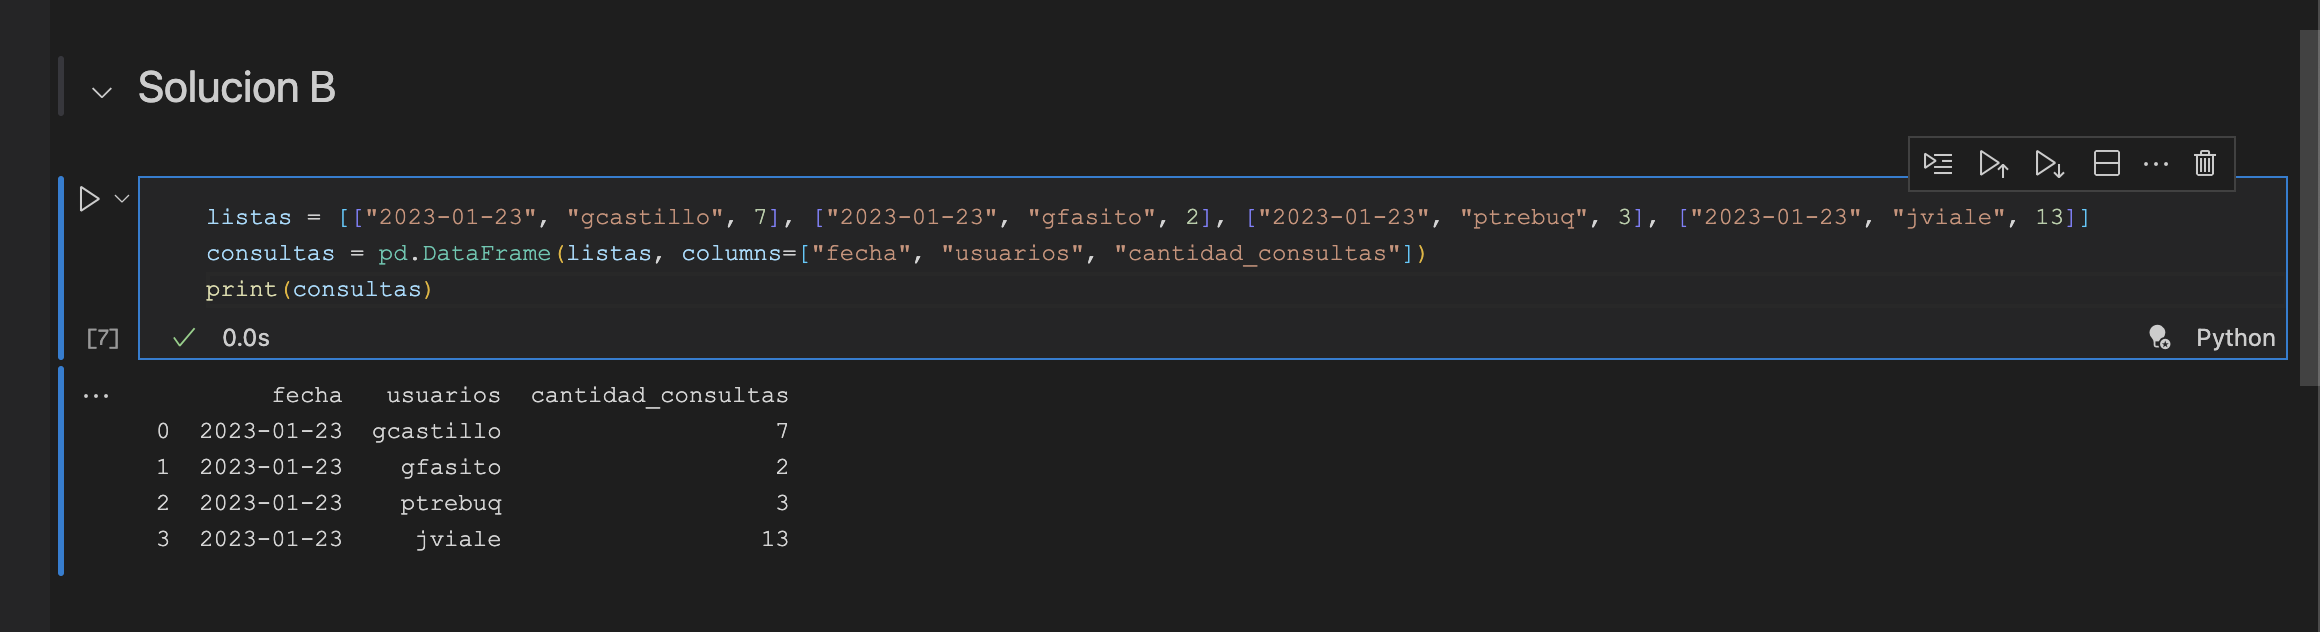 Solucion B
listas = [["2023-01-23", "gcastillo", 7], ["2023-01-23", "gfasito", 2], ["2023-01-23", "ptrebuq", 3], ["2023-01-23", "jviale", 13]]
consultas = pd.DataFrame(listas, columns=["fecha", "usuarios", "cantidad_consultas"])
print(consultas)
[7] 0.0s Python
fecha usuarios cantidad_consultas
0 2023-01-23 gcastillo 7
1 2023-01-23 gfasito 2
2 2023-01-23 ptrebuq 3
3 2023-01-23 jviale 13